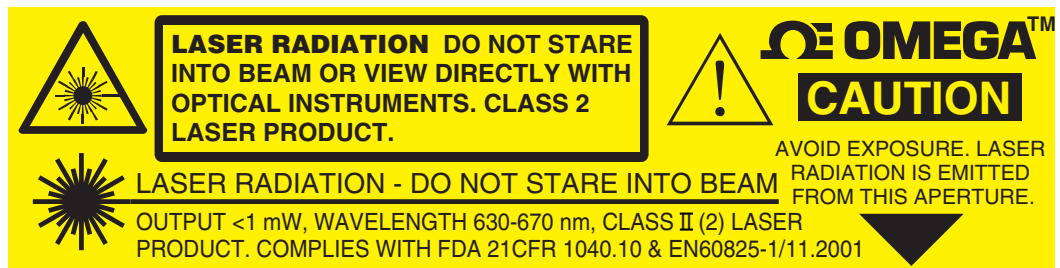 LASER RADIATION DO NOT STARE
INTO BEAM OR VIEW DIRECTLY WITH
OPTICAL INSTRUMENTS. CLASS 2
LASER PRODUCT.
LASER RADIATION - DO NOT STARE INTO BEAM
OUTPUT <1 mW, WAVELENGTH 630-670 nm, CLASS II (2) LASER
PRODUCT. COMPLIES WITH FDA 21CFR 1040.10 & EN60825-1/11.2001
!
ΩE OMEGA™
CAUTION
AVOID EXPOSURE. LASER
RADIATION IS EMITTED
FROM THIS APERTURE.